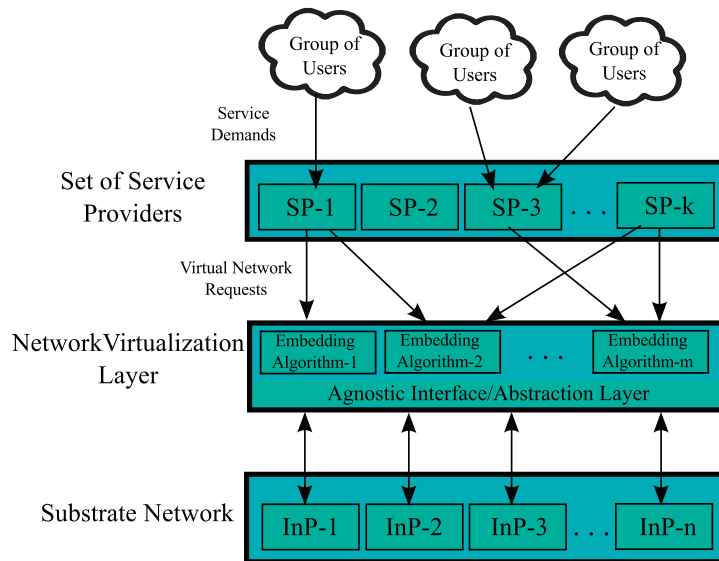 Group of
Users
Group of
Users
Group of
Users
Service
Demands
Set of Service
Providers
SP-1
SP-2
SP-3
. . .
SP-k
Virtual Network
Requests
NetworkVirtualization
Layer
Embedding
Algorithm-1
Embedding
Algorithm-2
. . .
Embedding
Algorithm-m
Agnostic Interface/Abstraction Layer
Substrate Network
InP-1
InP-2
InP-3
. . .
InP-n